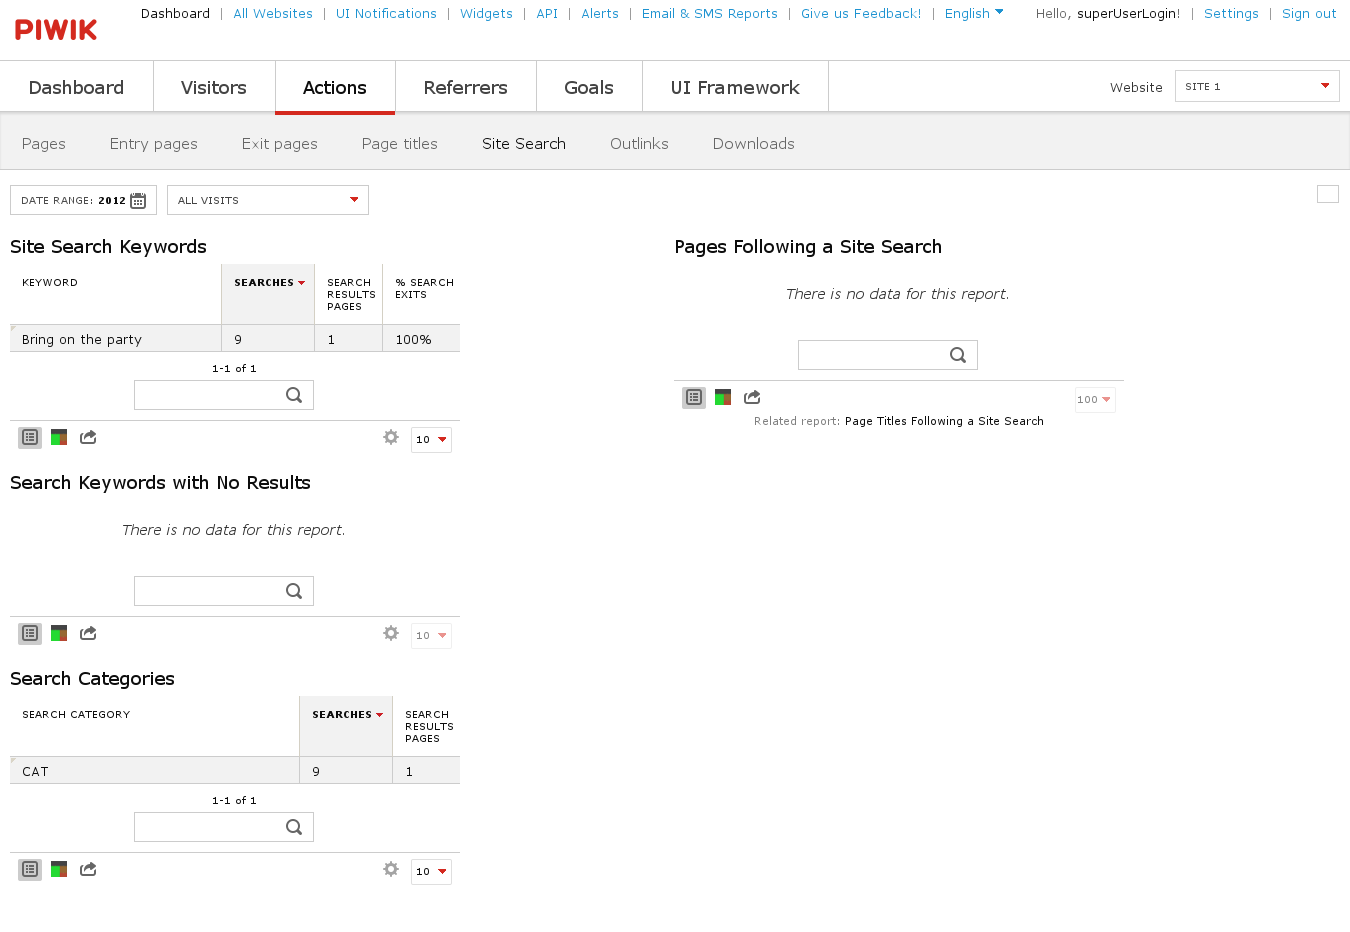 PIWIK
Dashboard | All Websites | UI Notifications | Widgets | API | Alerts | Email & SMS Reports | Give us Feedback! | English
Hello, superUserLogin! | Settings | Sign out
Dashboard Visitors Actions Referrers Goals UI Framework
Website SITE 1
Pages Entry pages Exit pages Page titles Site Search Outlinks Downloads
DATE RANGE: 2012
ALL VISITS
Site Search Keywords
KEYWORD SEARCHES SEARCH RESULTS PAGES % SEARCH EXITS
Bring on the party 9 1 100%
1-1 of 1
10
Search Keywords with No Results
There is no data for this report.
10
Search Categories
SEARCH CATEGORY SEARCHES SEARCH RESULTS PAGES
CAT 9 1
1-1 of 1
10
Pages Following a Site Search
There is no data for this report.
100
Related report: Page Titles Following a Site Search